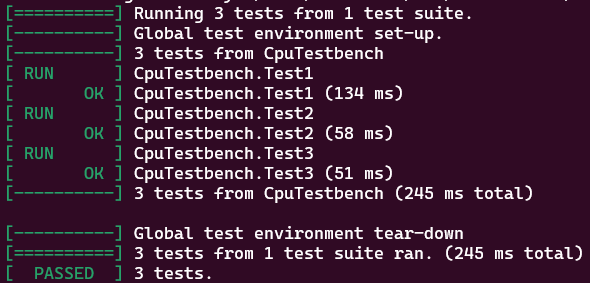 [==========] Running 3 tests from 1 test suite.
[----------] Global test environment set-up.
[----------] 3 tests from CpuTestbench
[ RUN      ] CpuTestbench.Test1
[       OK ] CpuTestbench.Test1 (134 ms)
[ RUN      ] CpuTestbench.Test2
[       OK ] CpuTestbench.Test2 (58 ms)
[ RUN      ] CpuTestbench.Test3
[       OK ] CpuTestbench.Test3 (51 ms)
[----------] 3 tests from CpuTestbench (245 ms total)

[----------] Global test environment tear-down
[==========] 3 tests from 1 test suite ran. (245 ms total)
[  PASSED  ] 3 tests.